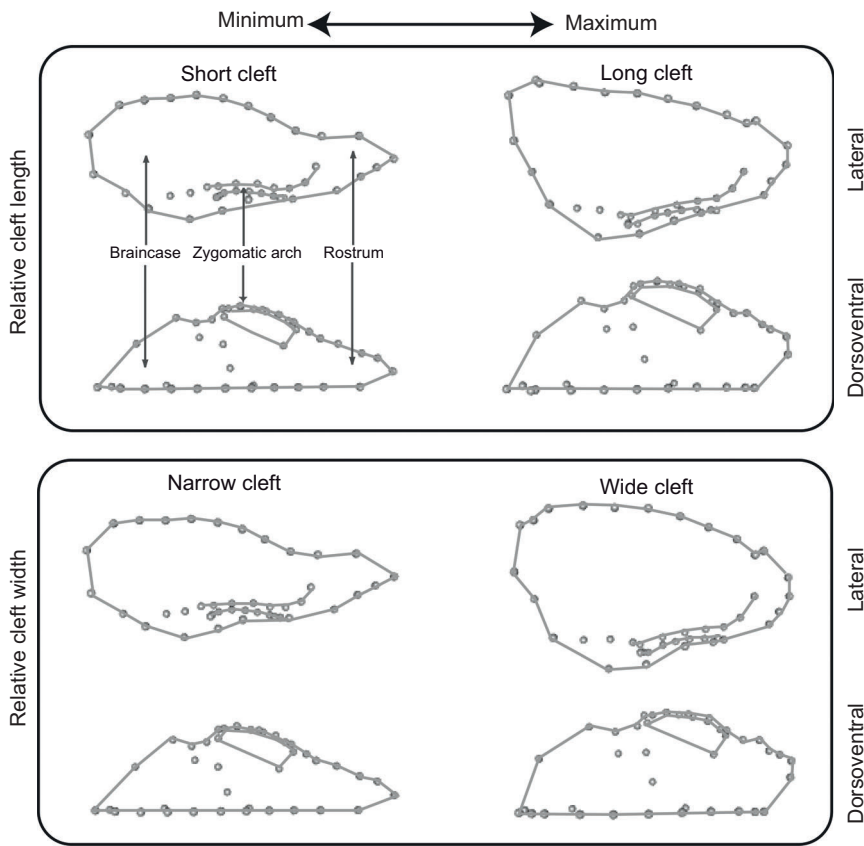 Minimum Maximum
Short cleft Long cleft
Relative cleft length
Lateral
Braincase Zygomatic arch Rostrum
Dorsoventral
Narrow cleft Wide cleft
Relative cleft width
Lateral
Dorsoventral